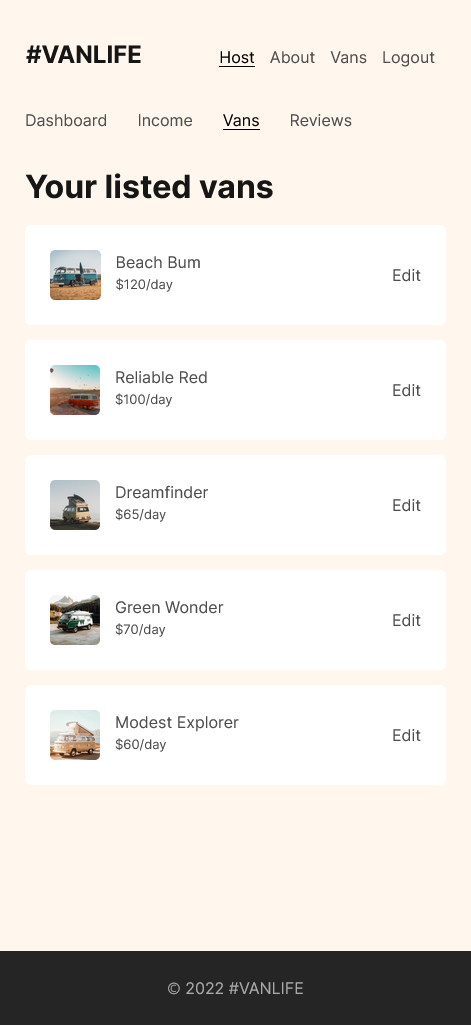 #VANLIFE
Host About Vans Logout
Dashboard Income Vans Reviews
Your listed vans
Beach Bum
$120/day
Edit
Reliable Red
$100/day
Edit
Dreamfinder
$65/day
Edit
Green Wonder
$70/day
Edit
Modest Explorer
$60/day
Edit
© 2022 #VANLIFE